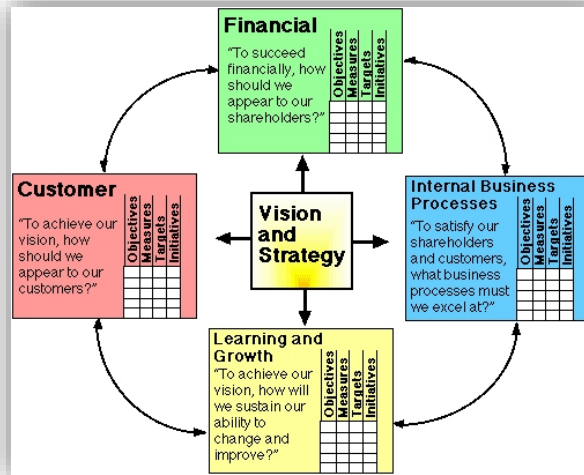 Financial
“To succeed
financially, how
should we
appear to our
shareholders?”
Objectives
Measures
Targets
Initiatives
Customer
“To achieve our
vision, how
should we
appear to our
customers?”
Objectives
Measures
Targets
Initiatives
Vision
and
Strategy
Internal Business
Processes
“To satisfy our
shareholders
and customers,
what business
processes must
we excel at?”
Objectives
Measures
Targets
Initiatives
Learning and
Growth
“To achieve our
vision, how will
we sustain our
ability to
change and
improve?”
Objectives
Measures
Targets
Initiatives